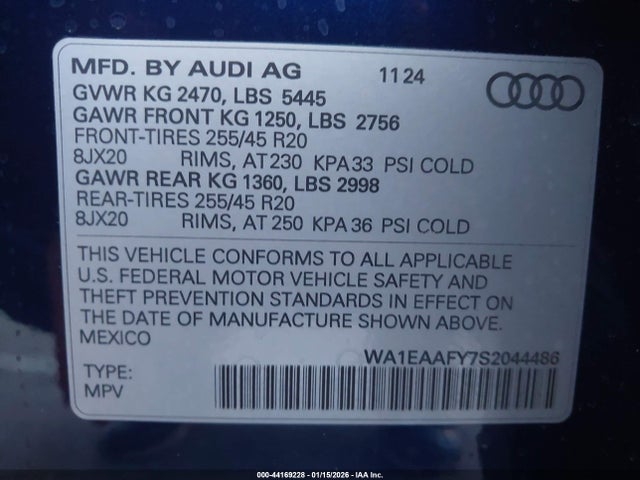 MFD. BY AUDI AG 11 24
GVWR KG 2470, LBS 5445
GAWR FRONT KG 1250, LBS 2756
FRONT-TIRES 255/45 R20
8JX20 RIMS, AT 230 KPA 33 PSI COLD
GAWR REAR KG 1360, LBS 2998
REAR-TIRES 255/45 R20
8JX20 RIMS, AT 250 KPA 36 PSI COLD
THIS VEHICLE CONFORMS TO ALL APPLICABLE
U.S. FEDERAL MOTOR VEHICLE SAFETY AND
THEFT PREVENTION STANDARDS IN EFFECT ON
THE DATE OF MANUFACTURE SHOWN ABOVE.
MEXICO
WA1EAAFY7S2044486
TYPE:
MPV
000-44169228 - 01/15/2026 - IAA Inc.